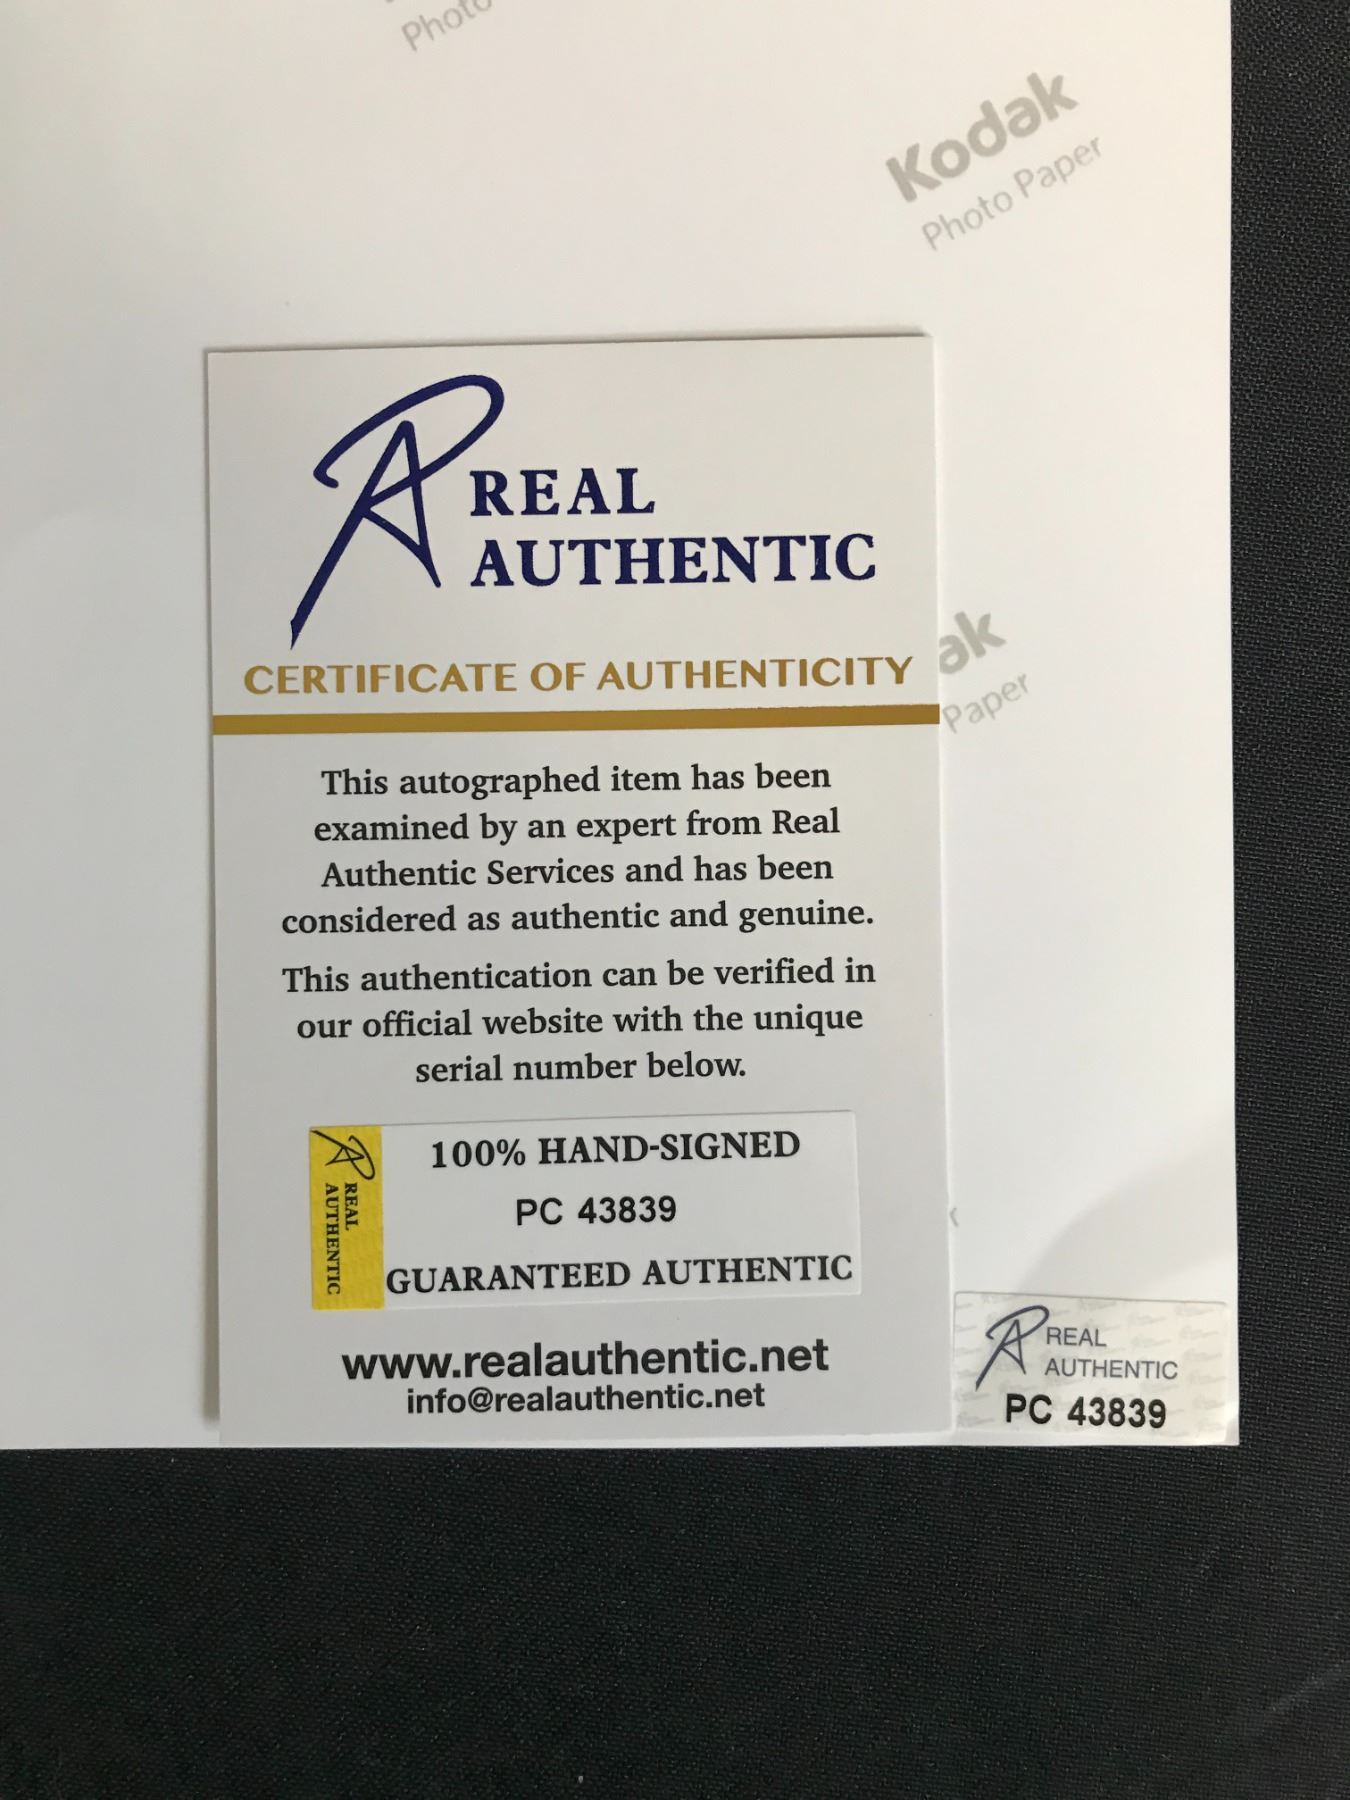 Photo
Kodak
Photo Paper
REAL
AUTHENTIC
CERTIFICATE OF AUTHENTICITY
ak
Paper
This autographed item has been
examined by an expert from Real
Authentic Services and has been
considered as authentic and genuine.
This authentication can be verified in
our official website with the unique
serial number below.
REAL
AUTHENTIC
100% HAND-SIGNED
PC 43839
GUARANTEED AUTHENTIC
www.realauthentic.net
info@realauthentic.net
REAL
AUTHENTIC
PC 43839